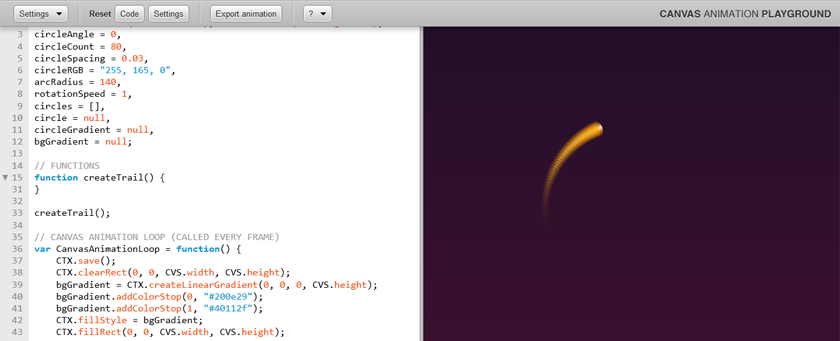 Settings Reset Code Settings Export animation ? CANVAS ANIMATION PLAYGROUND
3 circleAngle = 0,
4 circleCount = 80,
5 circleSpacing = 0.03,
6 circleRGB = "255, 165, 0",
7 arcRadius = 140,
8 rotationSpeed = 1,
9 circles = [],
10 circle = null,
11 circleGradient = null,
12 bgGradient = null;
13
14 // FUNCTIONS
15 function createTrail() {
31 }
32
33 createTrail();
34
35 // CANVAS ANIMATION LOOP (CALLED EVERY FRAME)
36 var CanvasAnimationLoop = function() {
37 CTX.save();
38 CTX.clearRect(0, 0, CVS.width, CVS.height);
39 bgGradient = CTX.createLinearGradient(0, 0, 0, CVS.height);
40 bgGradient.addColorStop(0, "#200e29");
41 bgGradient.addColorStop(1, "#40112f");
42 CTX.fillStyle = bgGradient;
43 CTX.fillRect(0, 0, CVS.width, CVS.height);